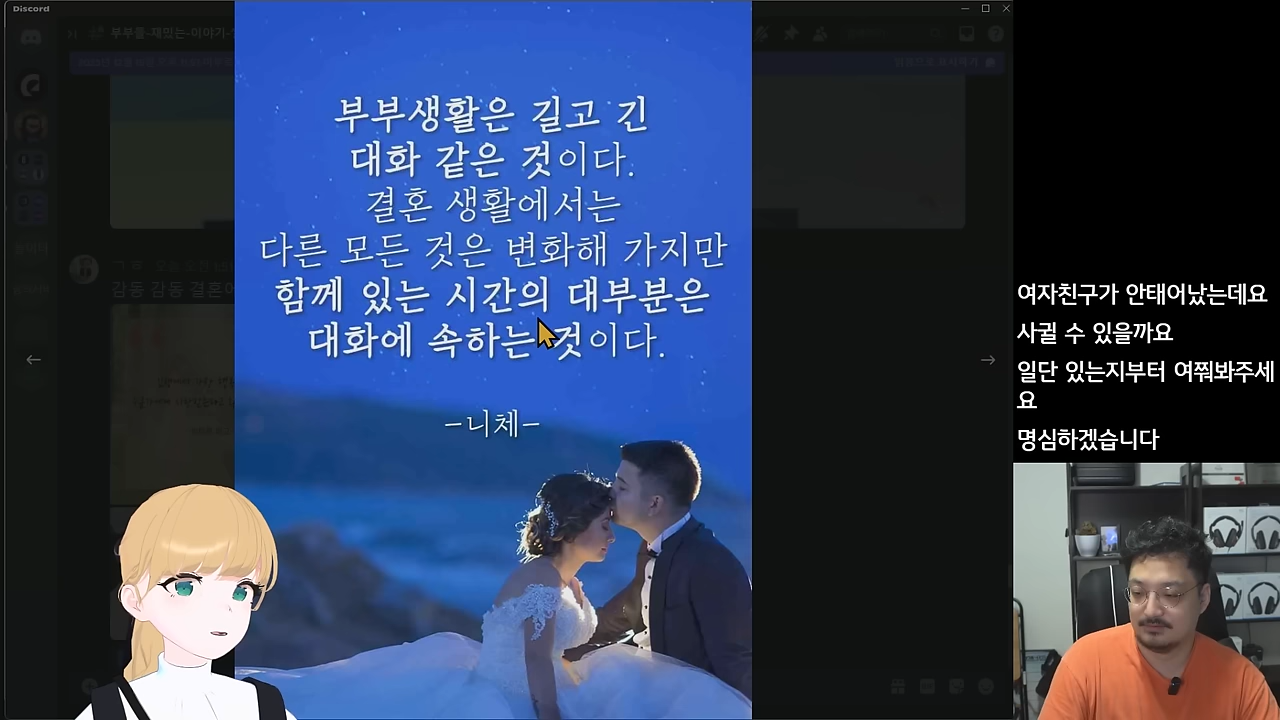 Discord
부부생활은 길고 긴
대화 같은 것이다.
결혼 생활에서는
다른 모든 것은 변화해 가지만
함께 있는 시간의 대부분은
대화에 속하는 것이다.
-니체-
여자친구가 안태어났는데요
사귈 수 있을까요
일단 있는지부터 여쭤봐주세
요
명심하겠습니다